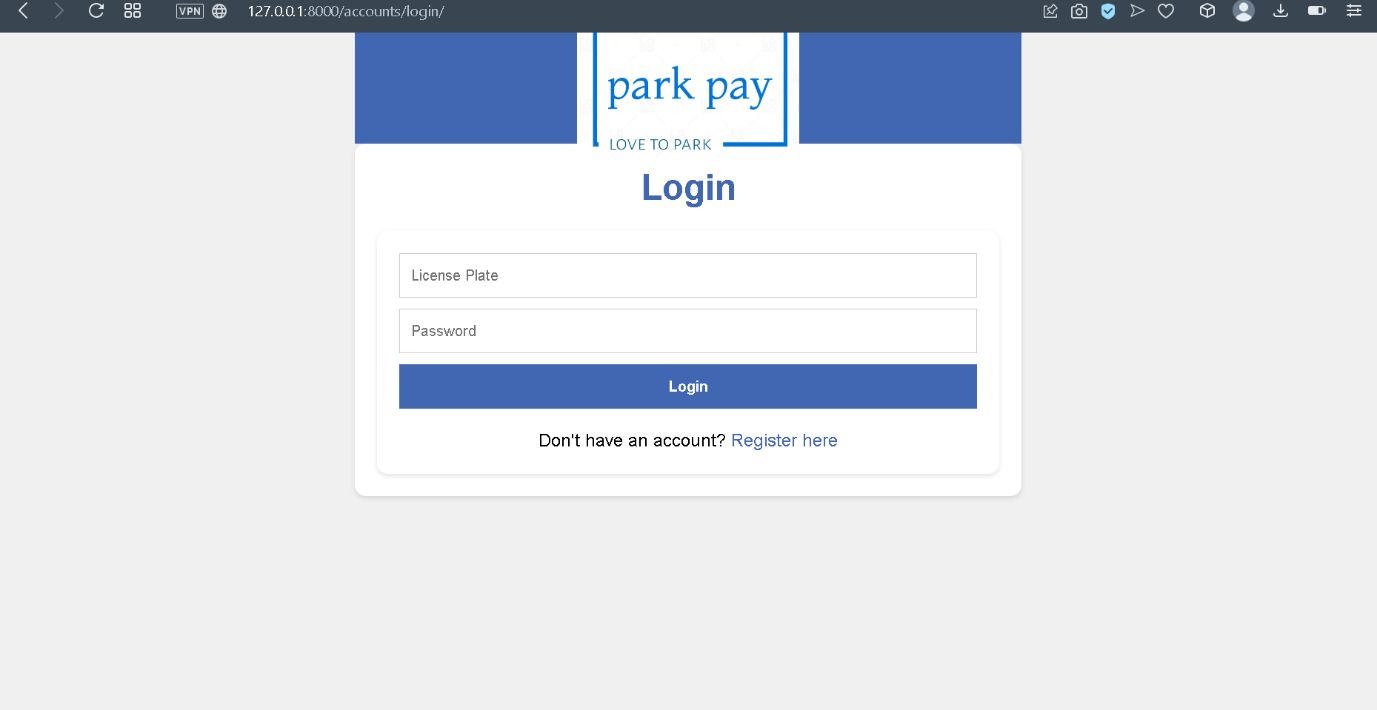 VPN
127.0.0.1:8000/accounts/login/
park pay
LOVE TO PARK
Login
License Plate
Password
Login
Don't have an account? Register here